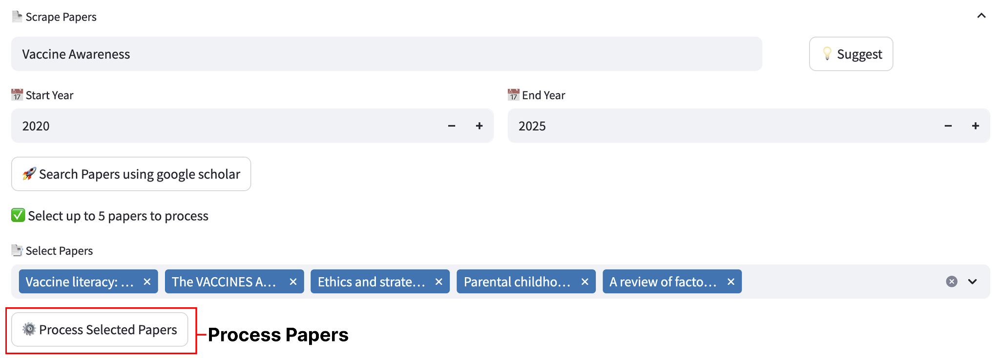 Scrape Papers
Vaccine Awareness
Suggest
17 Start Year
17 End Year
2020 − +
2025 − +
Search Papers using google scholar
Select up to 5 papers to process
Select Papers
Vaccine literacy: ... × The VACCINES A... × Ethics and strate... × Parental childho... × A review of facto... ×
Process Selected Papers
Process Papers